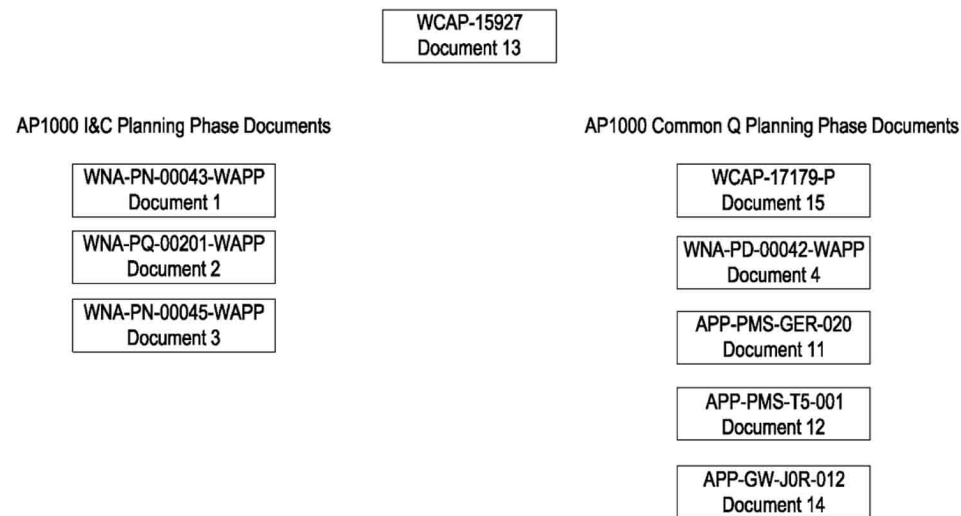 WCAP-15927
Document 13
AP1000 I&C Planning Phase Documents
WNA-PN-00043-WAPP
Document 1
WNA-PQ-00201-WAPP
Document 2
WNA-PN-00045-WAPP
Document 3
AP1000 Common Q Planning Phase Documents
WCAP-17179-P
Document 15
WNA-PD-00042-WAPP
Document 4
APP-PMS-GER-020
Document 11
APP-PMS-T5-001
Document 12
APP-GW-J0R-012
Document 14